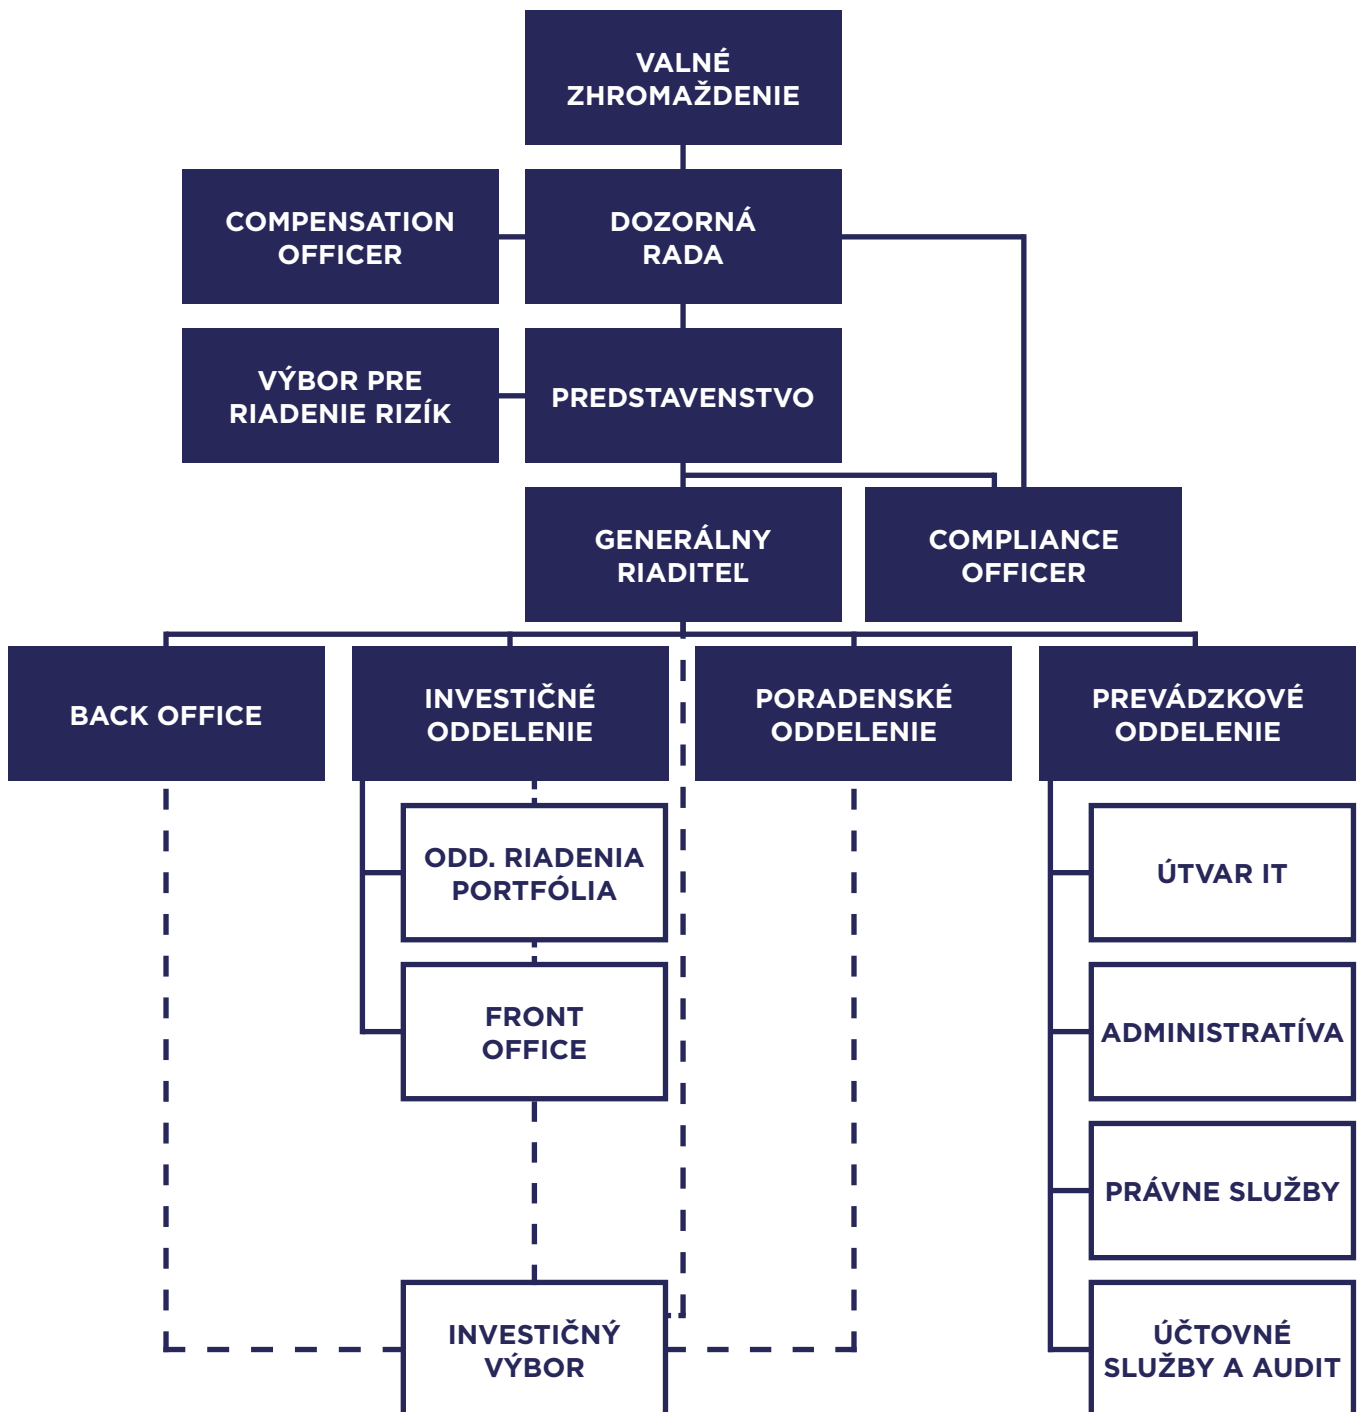 VALNÉ
ZHROMAŽDENIE
COMPENSATION
OFFICER
DOZORNÁ
RADA
VÝBOR PRE
RIADENIE RIZÍK
PREDSTAVENSTVO
GENERÁLNY
RIADITEĽ
COMPLIANCE
OFFICER
BACK OFFICE
INVESTIČNÉ
ODDELENIE
PORADENSKÉ
ODDELENIE
PREVÁDZKOVÉ
ODDELENIE
ODD. RIADENIA
PORTFÓLIA
ÚTVAR IT
FRONT
OFFICE
ADMINISTRATÍVA
PRÁVNE SLUŽBY
INVESTIČNÝ
VÝBOR
ÚČTOVNÉ
SLUŽBY A AUDIT